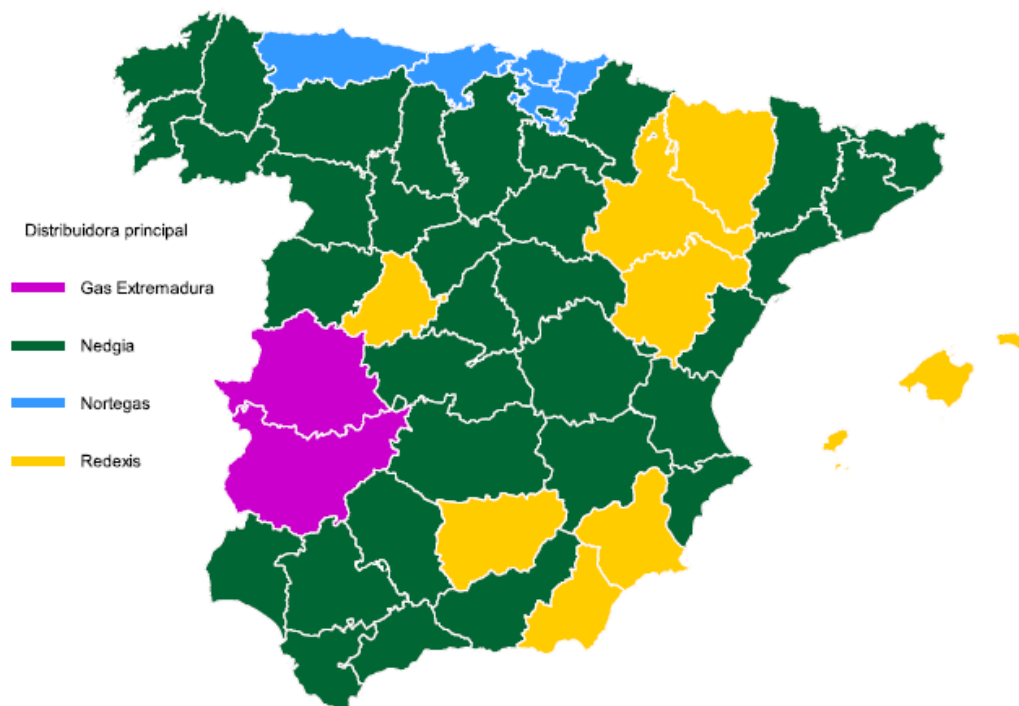 Distribuidora principal
Gas Extremadura
Nedgia
Nortegas
Redexis